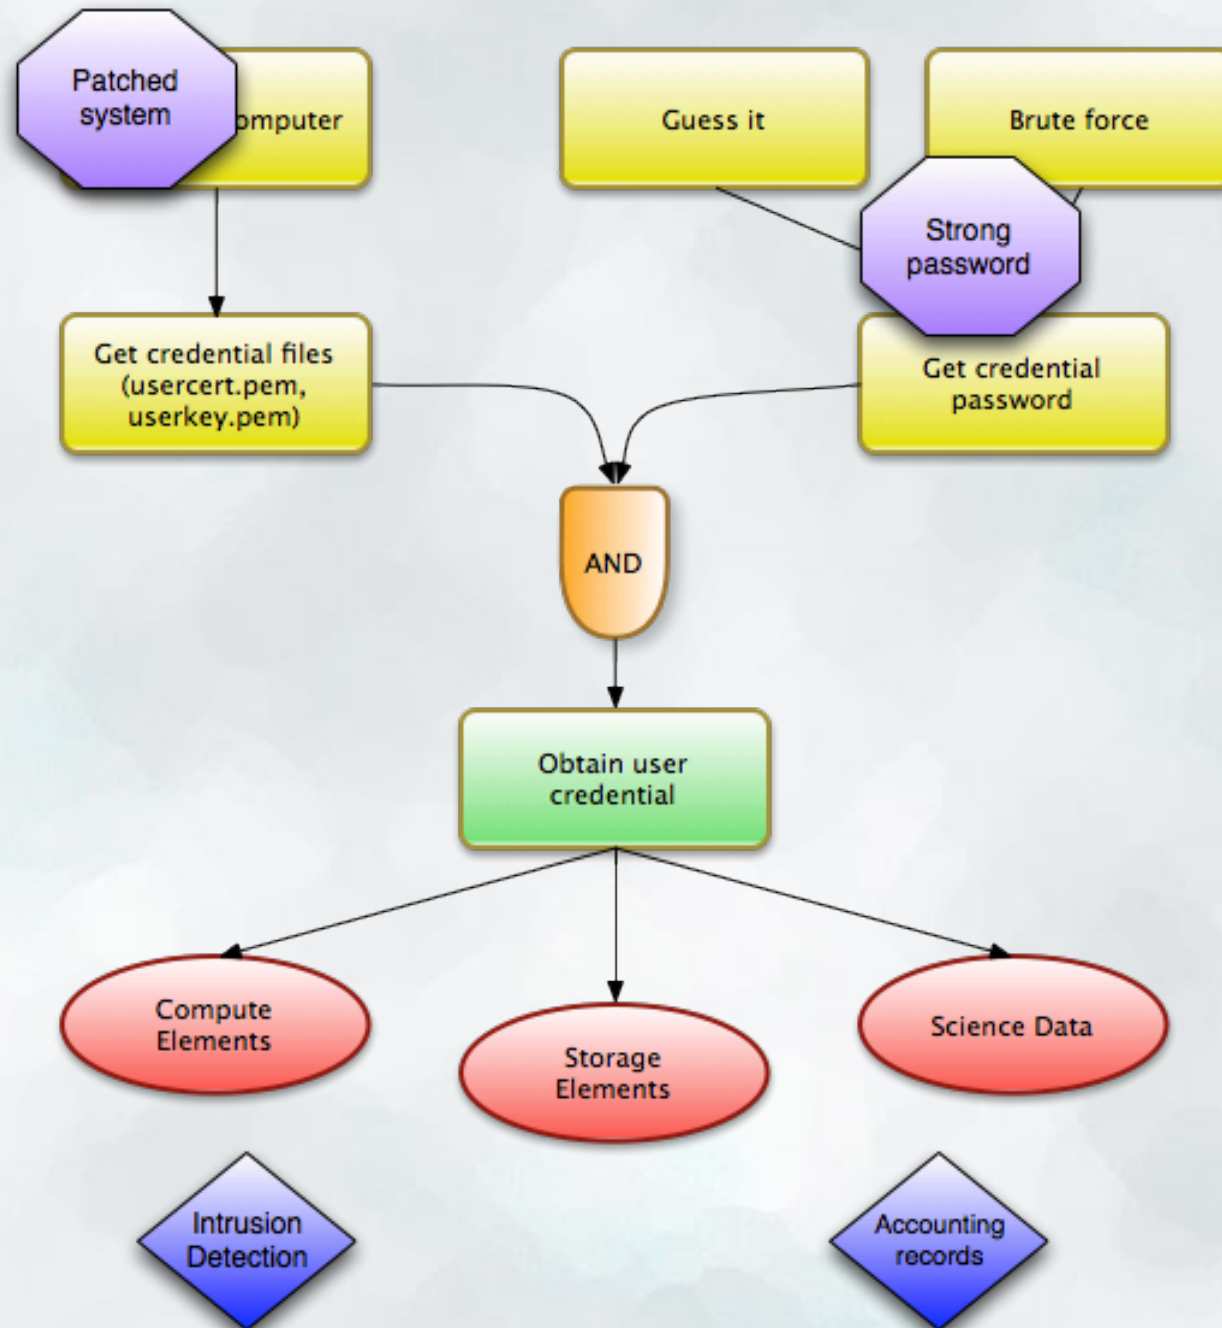 Patched
system
omputer
Guess it
Brute force
Strong
password
Get credential files
(usercert.pem,
userkey.pem)
Get credential
password
AND
Obtain user
credential
Compute
Elements
Storage
Elements
Science Data
Intrusion
Detection
Accounting
records